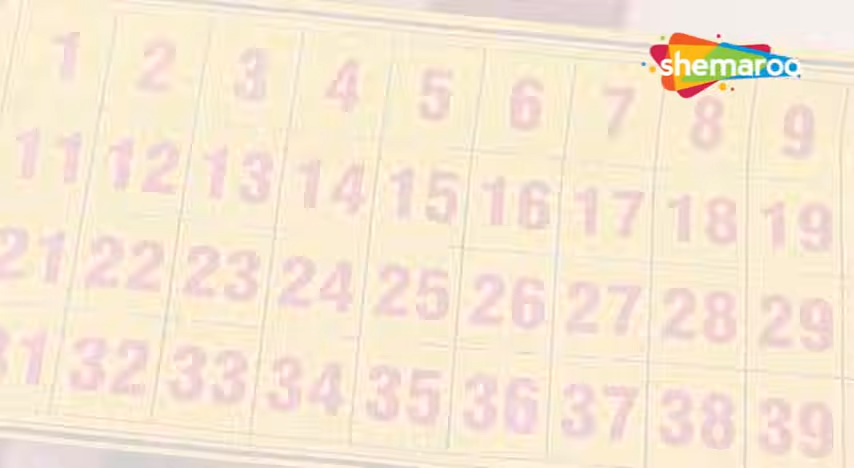 shemaroo
1 2 3 4 5 6 7 8 9
11 12 13 14 15 16 17 18 19
21 22 23 24 25 26 27 28 29
31 32 33 34 35 36 37 38 39